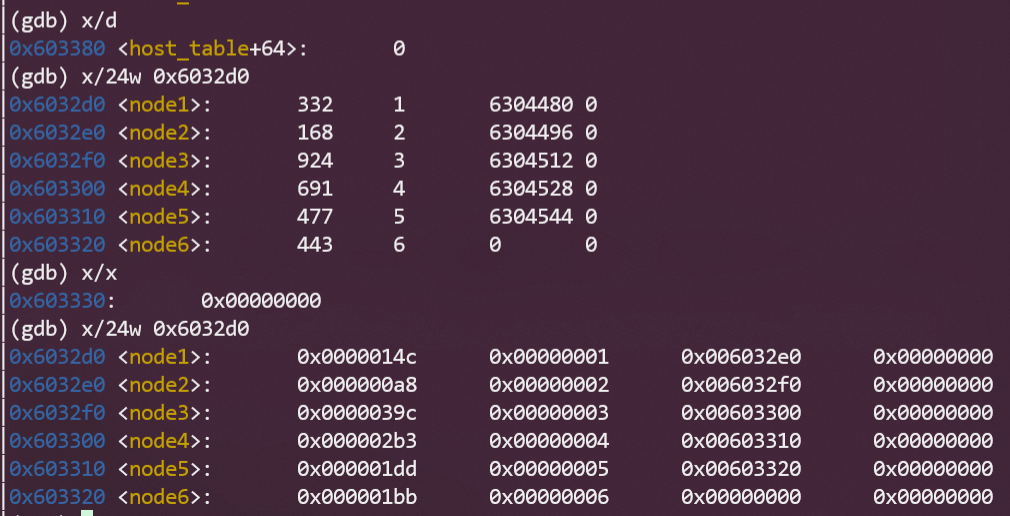 (gdb) x/d
0x603380 <host_table+64>: 0
(gdb) x/24w 0x6032d0
0x6032d0 <node1>: 332 1 6304480 0
0x6032e0 <node2>: 168 2 6304496 0
0x6032f0 <node3>: 924 3 6304512 0
0x603300 <node4>: 691 4 6304528 0
0x603310 <node5>: 477 5 6304544 0
0x603320 <node6>: 443 6 0 0
(gdb) x/x
0x603330: 0x00000000
(gdb) x/24w 0x6032d0
0x6032d0 <node1>: 0x0000014c 0x00000001 0x006032e0 0x00000000
0x6032e0 <node2>: 0x000000a8 0x00000002 0x006032f0 0x00000000
0x6032f0 <node3>: 0x0000039c 0x00000003 0x00603300 0x00000000
0x603300 <node4>: 0x000002b3 0x00000004 0x00603310 0x00000000
0x603310 <node5>: 0x000001dd 0x00000005 0x00603320 0x00000000
0x603320 <node6>: 0x000001bb 0x00000006 0x00000000 0x00000000